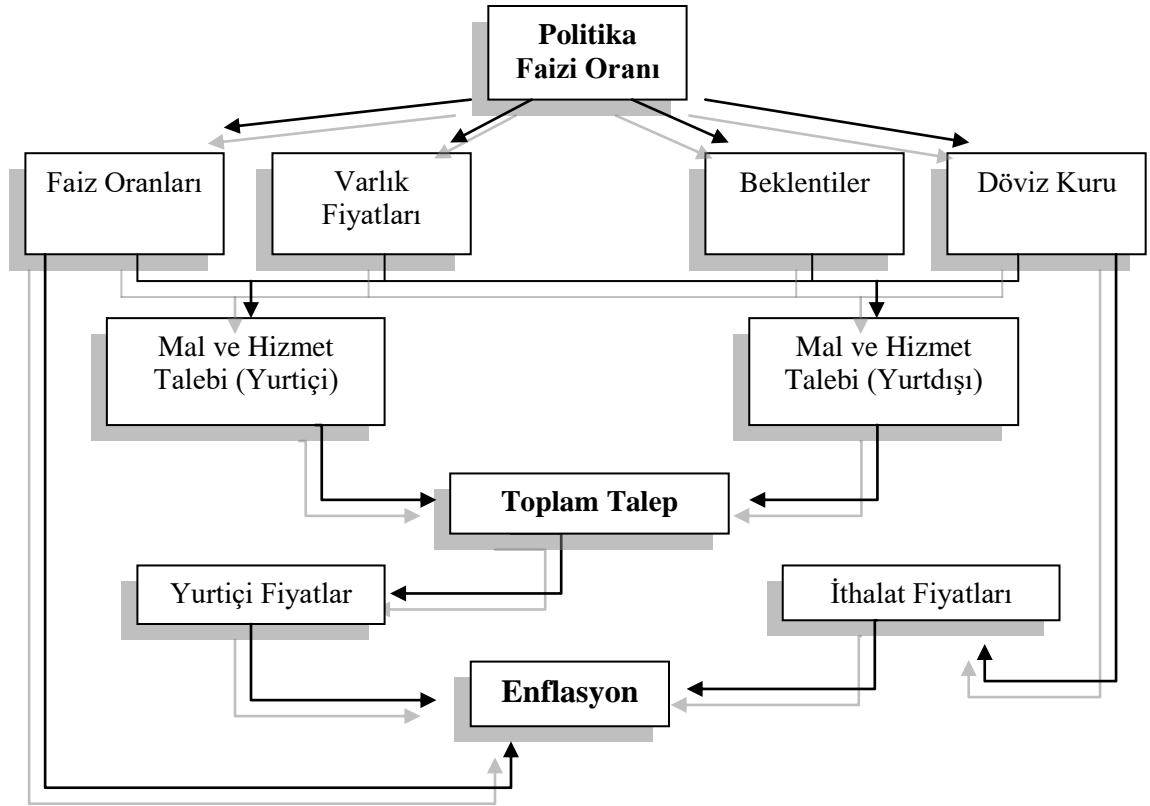 Politika
Faizi Oranı
Faiz Oranları
Varlık
Fiyatları
Beklentiler
Döviz Kuru
Mal ve Hizmet
Talebi (Yurtiçi)
Mal ve Hizmet
Talebi (Yurtdışı)
Toplam Talep
Yurtiçi Fiyatlar
İthalat Fiyatları
Enflasyon